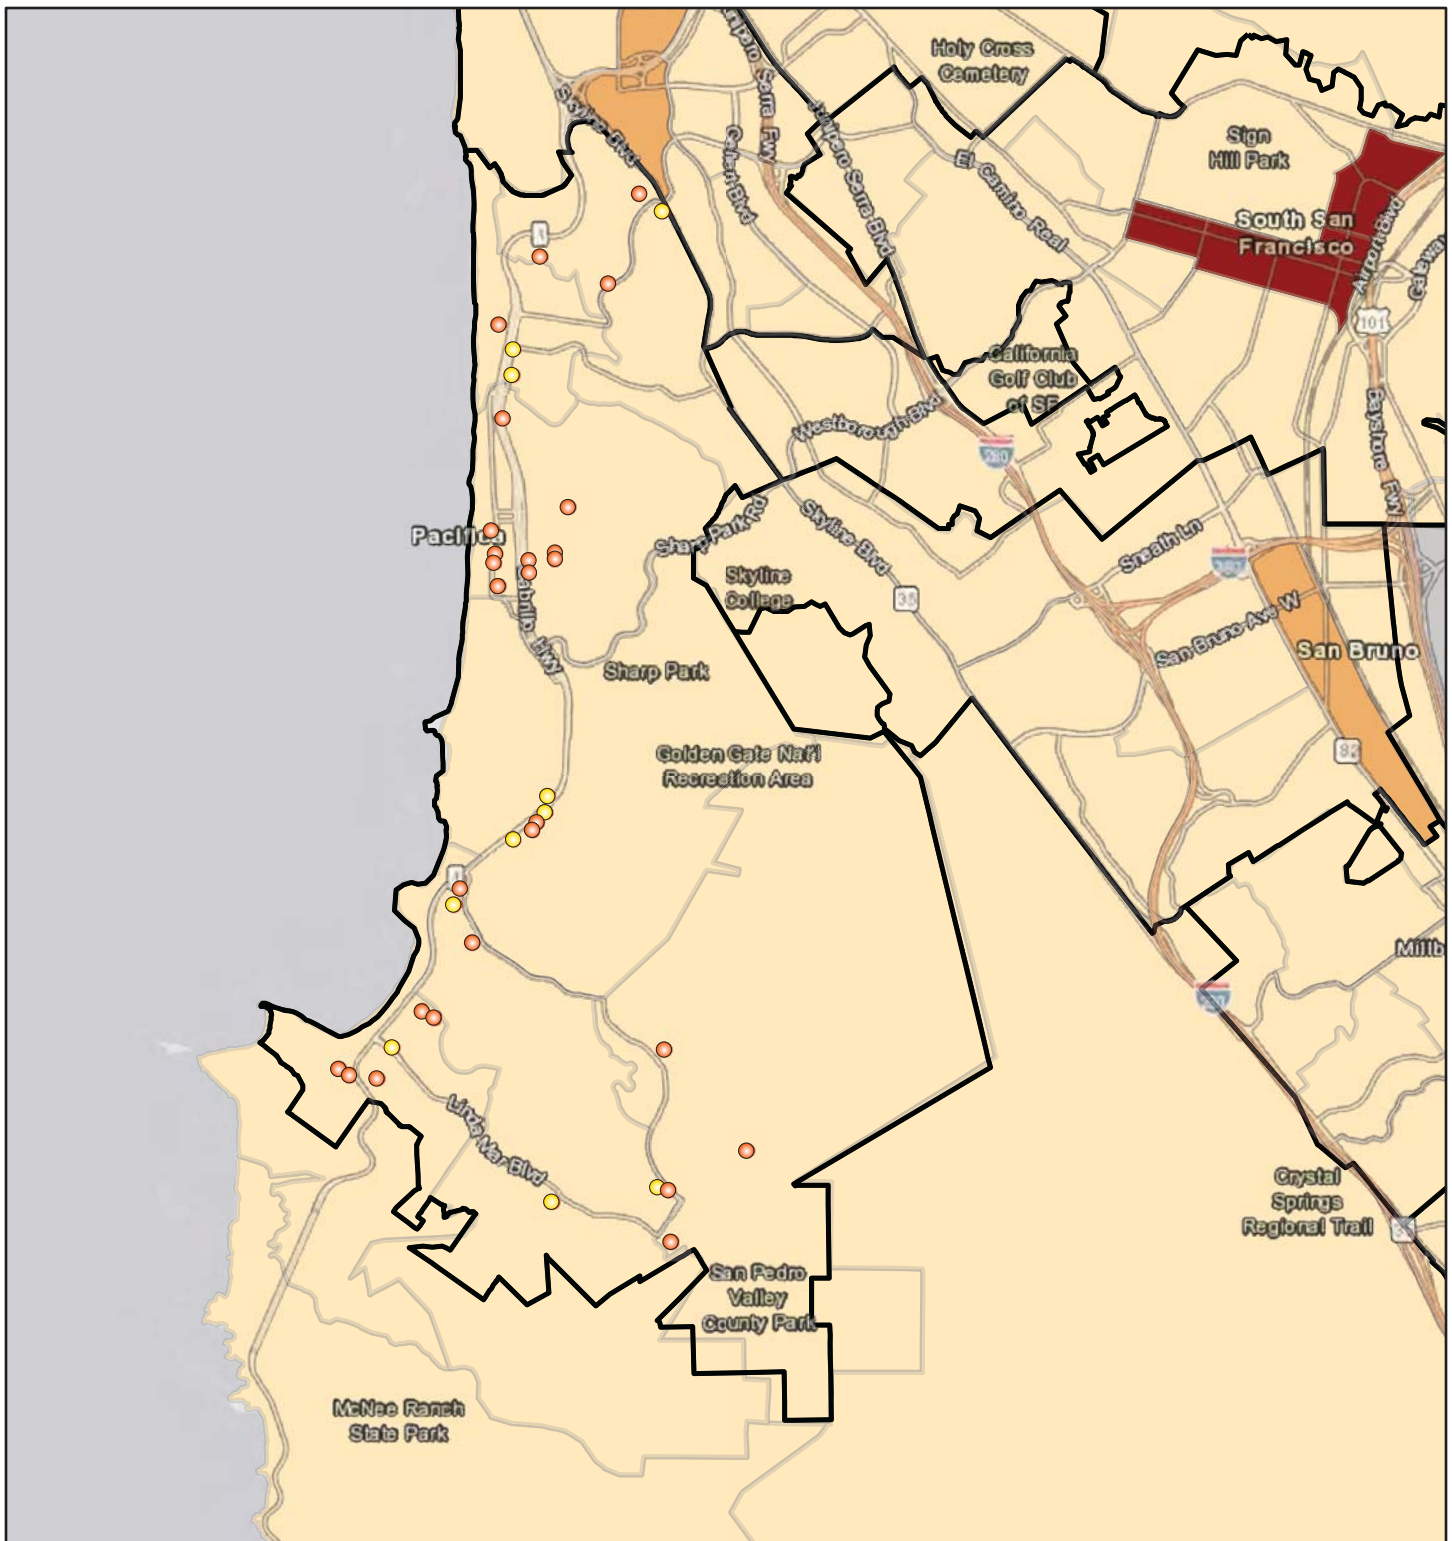 Holy Cross
Cemetery
Skyline Blvd
Serra Fwy
Gellert Blvd
Junipero Serra Blvd
El Camino Real
Sign
Hill Park
South San
Francisco
Airport Blvd
101
1
California
Golf Club
of SF
Westborough Blvd
280
Bayshore Fwy
Pacifica
Sharp Park Rd
Skyline Blvd
Sneath Ln
380
Skyline
College
35
Cabrillo Hwy
San Bruno Ave W
San Bruno
Sharp Park
82
Golden Gate Nat'l
Recreation Area
1
Millb
280
Linda Mar Blvd
Crystal
Springs
Regional Trail
San Pedro
Valley
County Park
McNee Ranch
State Park